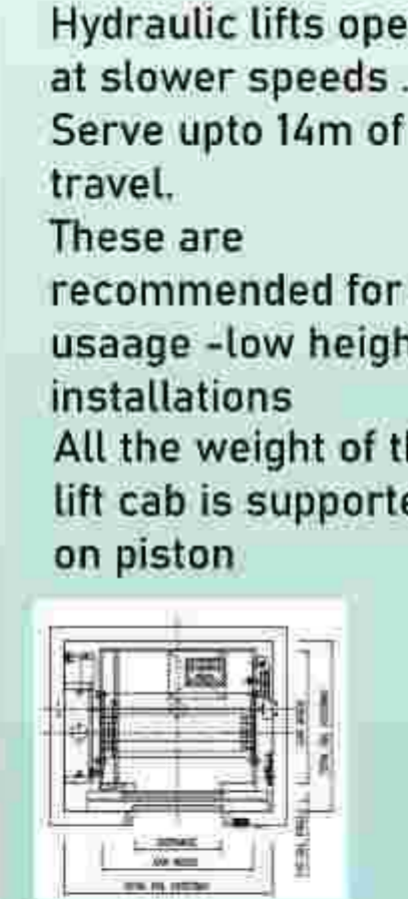 Hydraulic lifts ope
at slower speeds .
Serve upto 14m of
travel.
These are
recommended for
usaage -low heigh
installations
All the weight of t
lift cab is supporte
on piston